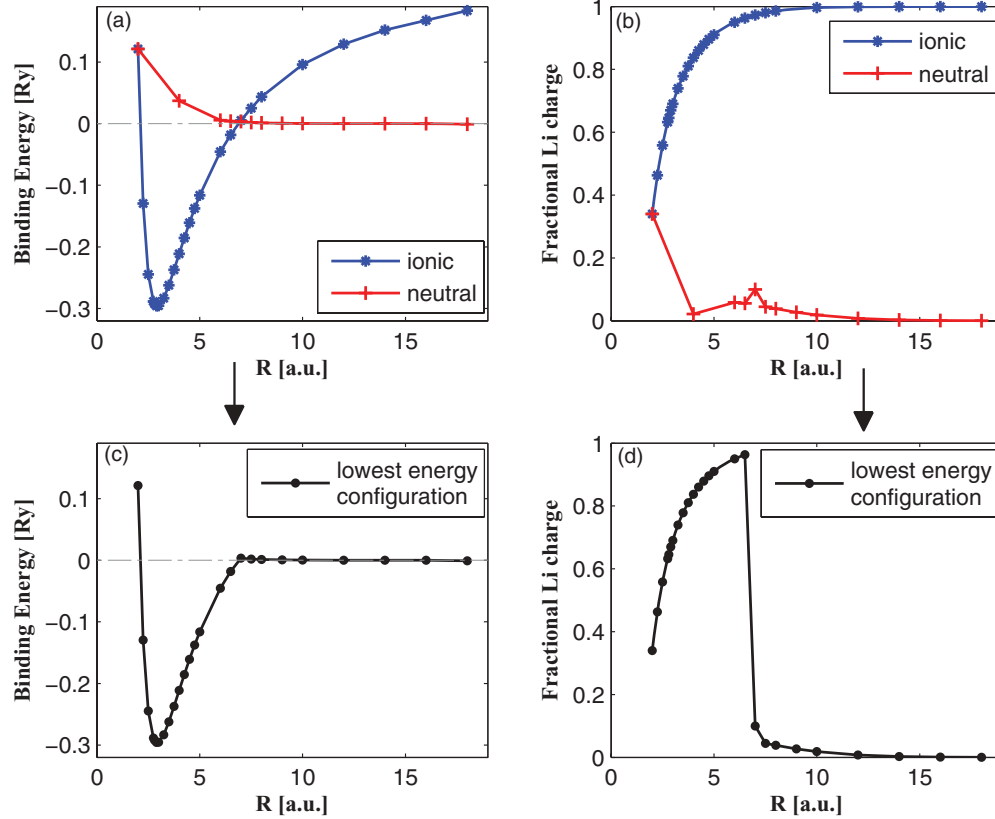 (a)
Binding Energy [Ry]
0.1
0
−0.1
−0.2
−0.3
ionic
neutral
0
5
10
15
R [a.u.]
(b)
Fractional Li charge
1
0.8
0.6
0.4
0.2
0
ionic
neutral
0
5
10
15
R [a.u.]
(c)
Binding Energy [Ry]
0.1
0
−0.1
−0.2
−0.3
lowest energy
configuration
0
5
10
15
R [a.u.]
(d)
Fractional Li charge
1
0.8
0.6
0.4
0.2
0
lowest energy
configuration
0
5
10
15
R [a.u.]